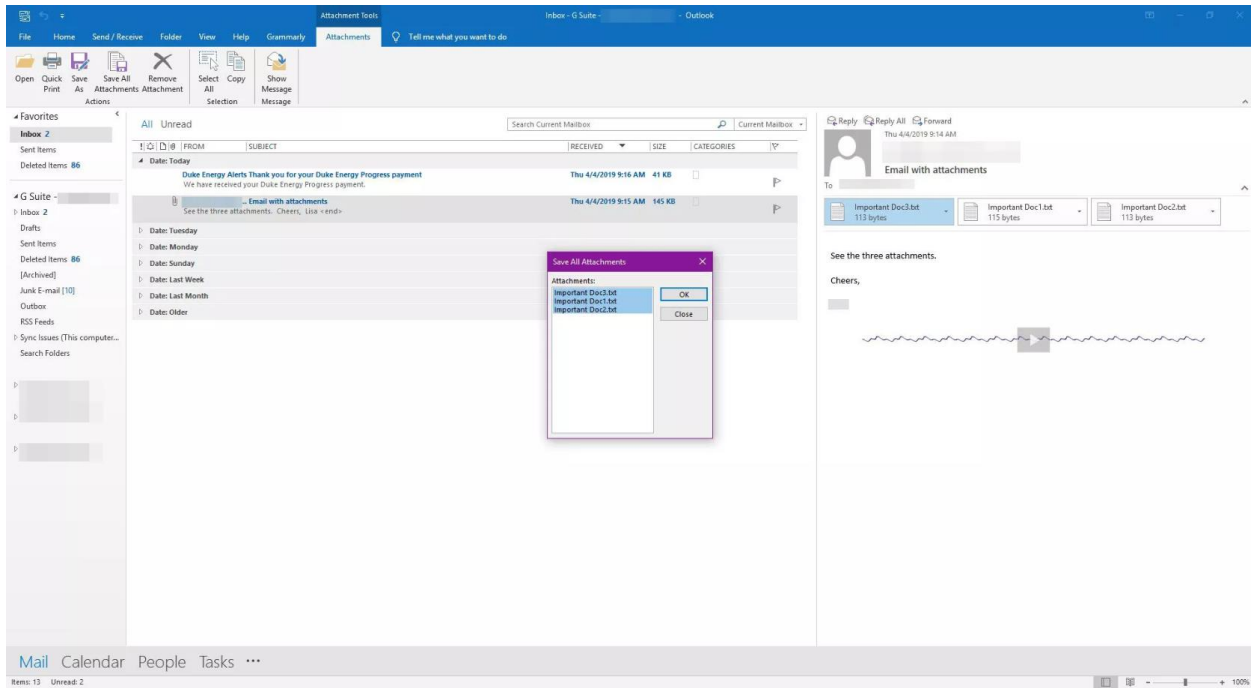 Attachment Tools
Inbox - G Suite - - Outlook
File Home Send / Receive Folder View Help Grammarly Attachments Tell me what you want to do
Open Quick Print Save As Save All Attachments Remove Attachment Select All Copy Show Message
Actions Selection Message
Favorites
Inbox 2
Sent Items
Deleted Items 86
G Suite -
Inbox 2
Drafts
Sent Items
Deleted Items 86
[Archived]
Junk E-mail [10]
Outbox
RSS Feeds
Sync Issues (This computer...
Search Folders
All Unread
Search Current Mailbox Current Mailbox
! FROM SUBJECT RECEIVED SIZE CATEGORIES
Date: Today
Duke Energy Alerts Thank you for your Duke Energy Progress payment Thu 4/4/2019 9:16 AM 41 KB
We have received your Duke Energy Progress payment.
... Email with attachments Thu 4/4/2019 9:15 AM 145 KB
See the three attachments. Cheers, Lisa <end>
Date: Tuesday
Date: Monday
Date: Sunday
Date: Last Week
Date: Last Month
Date: Older
Save All Attachments
Attachments:
Important Doc3.txt
Important Doc1.txt
Important Doc2.txt
OK
Close
Reply Reply All Forward
Thu 4/4/2019 9:14 AM
Email with attachments
To
Important Doc3.txt
113 bytes
Important Doc1.txt
115 bytes
Important Doc2.txt
113 bytes
See the three attachments.
Cheers,
Mail Calendar People Tasks ...
Items: 13 Unread: 2
100%